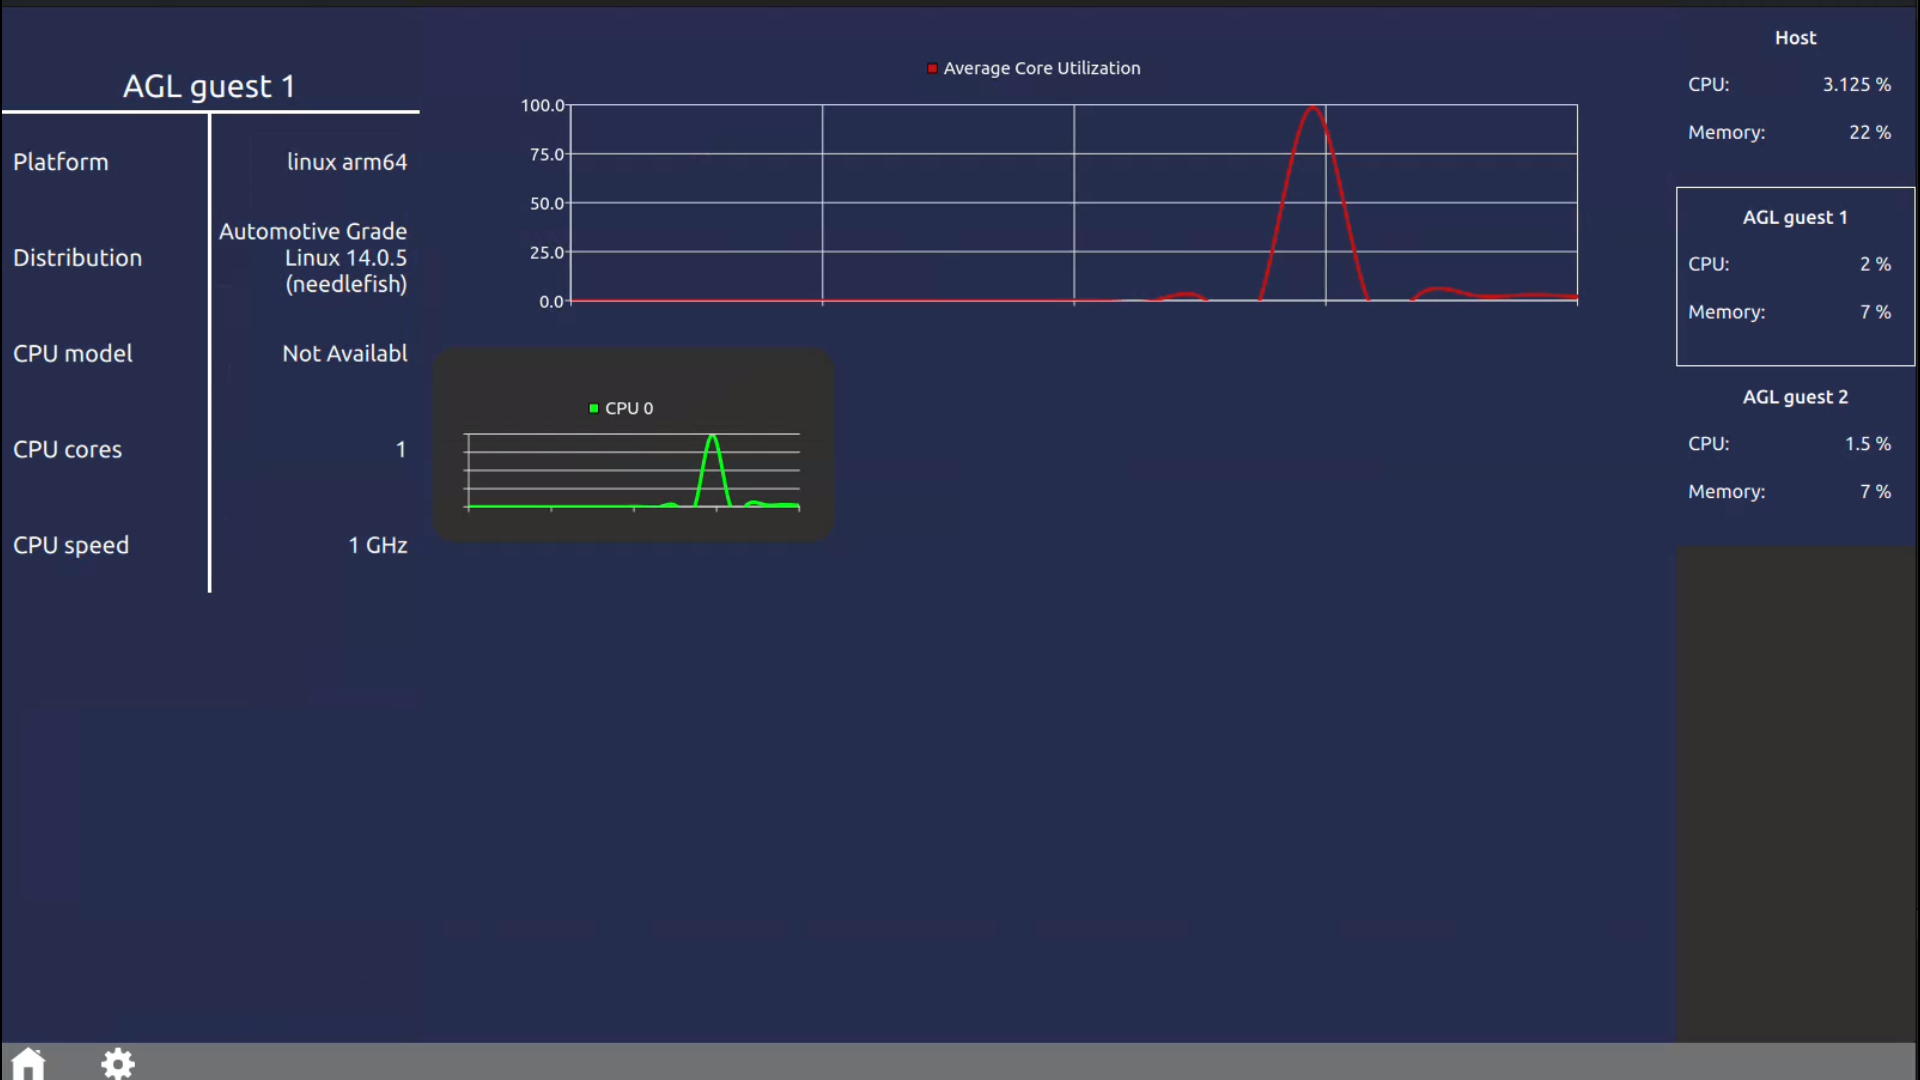 AGL guest 1
Platform
linux arm64
Distribution
Automotive Grade
Linux 14.0.5
(needlefish)
CPU model
Not Availabl
CPU cores
1
CPU speed
1 GHz
Average Core Utilization
100.0
75.0
50.0
25.0
0.0
CPU 0
Host
CPU: 3.125 %
Memory: 22 %
AGL guest 1
CPU: 2 %
Memory: 7 %
AGL guest 2
CPU: 1.5 %
Memory: 7 %